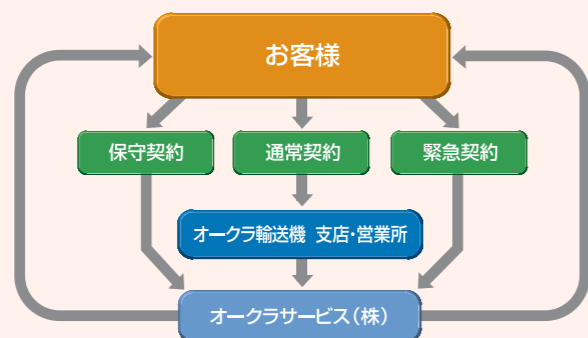 お客様
保守契約
通常契約
緊急契約
オークラ輸送機 支店・営業所
オークラサービス(株)